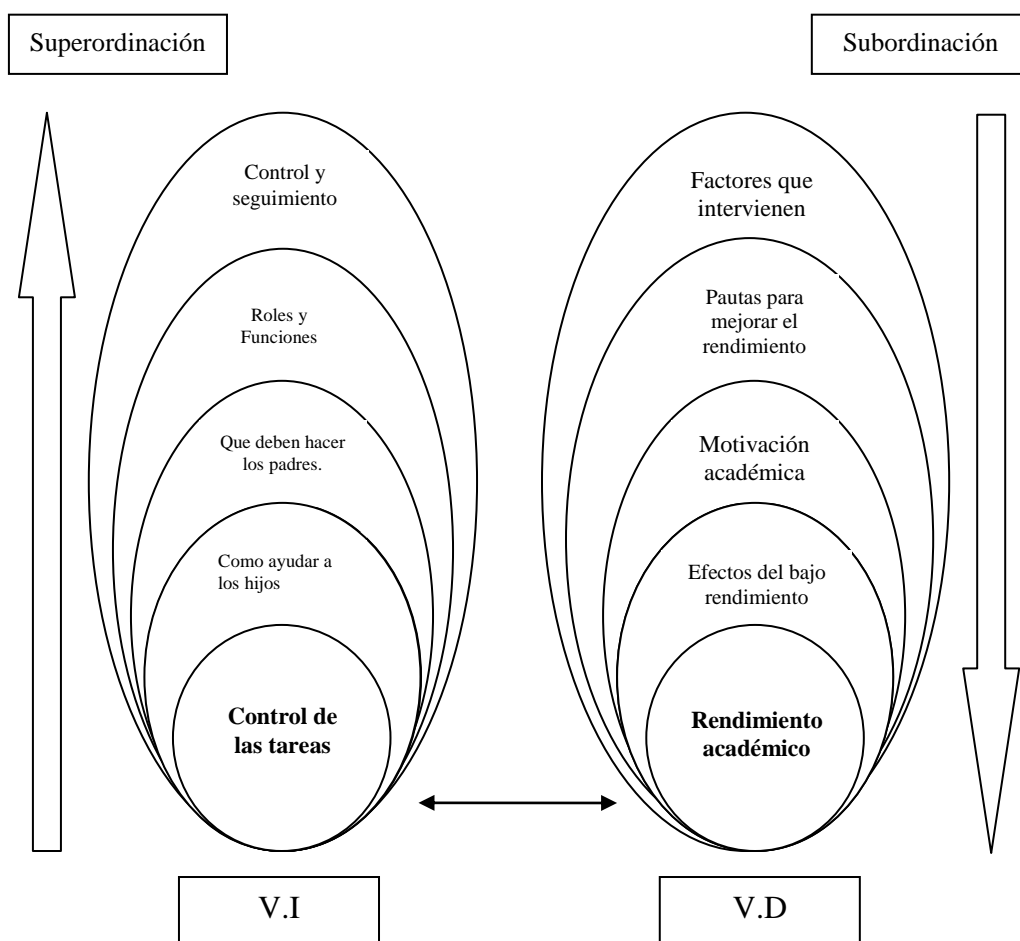 Superordinación
Subordinación
Control y
seguimiento
Roles y
Funciones
Que deben hacer
los padres.
Como ayudar a
los hijos
Control de
las tareas
V.I
Factores que
intervienen
Pautas para
mejorar el
rendimiento
Motivación
académica
Efectos del bajo
rendimiento
Rendimiento
académico
V.D